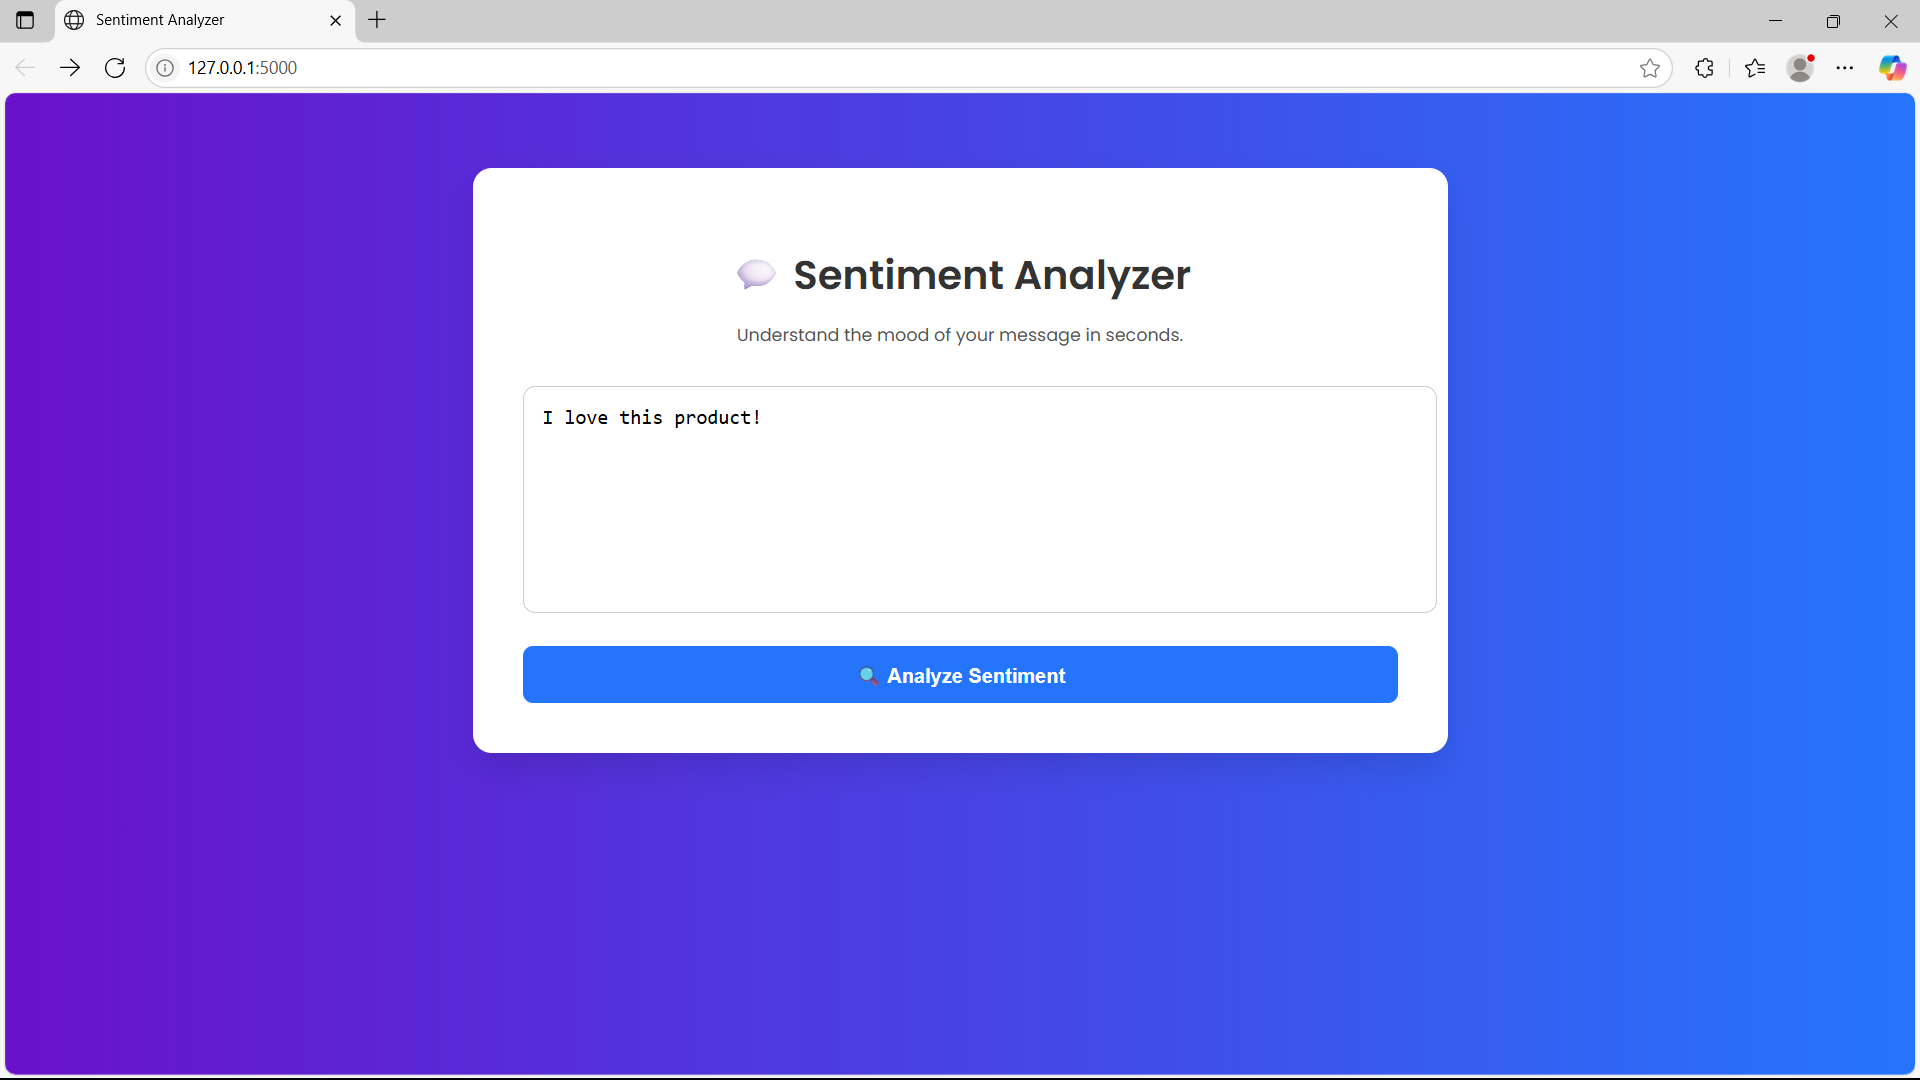 Sentiment Analyzer
127.0.0.1:5000
💬 Sentiment Analyzer
Understand the mood of your message in seconds.
I love this product!
🔍 Analyze Sentiment